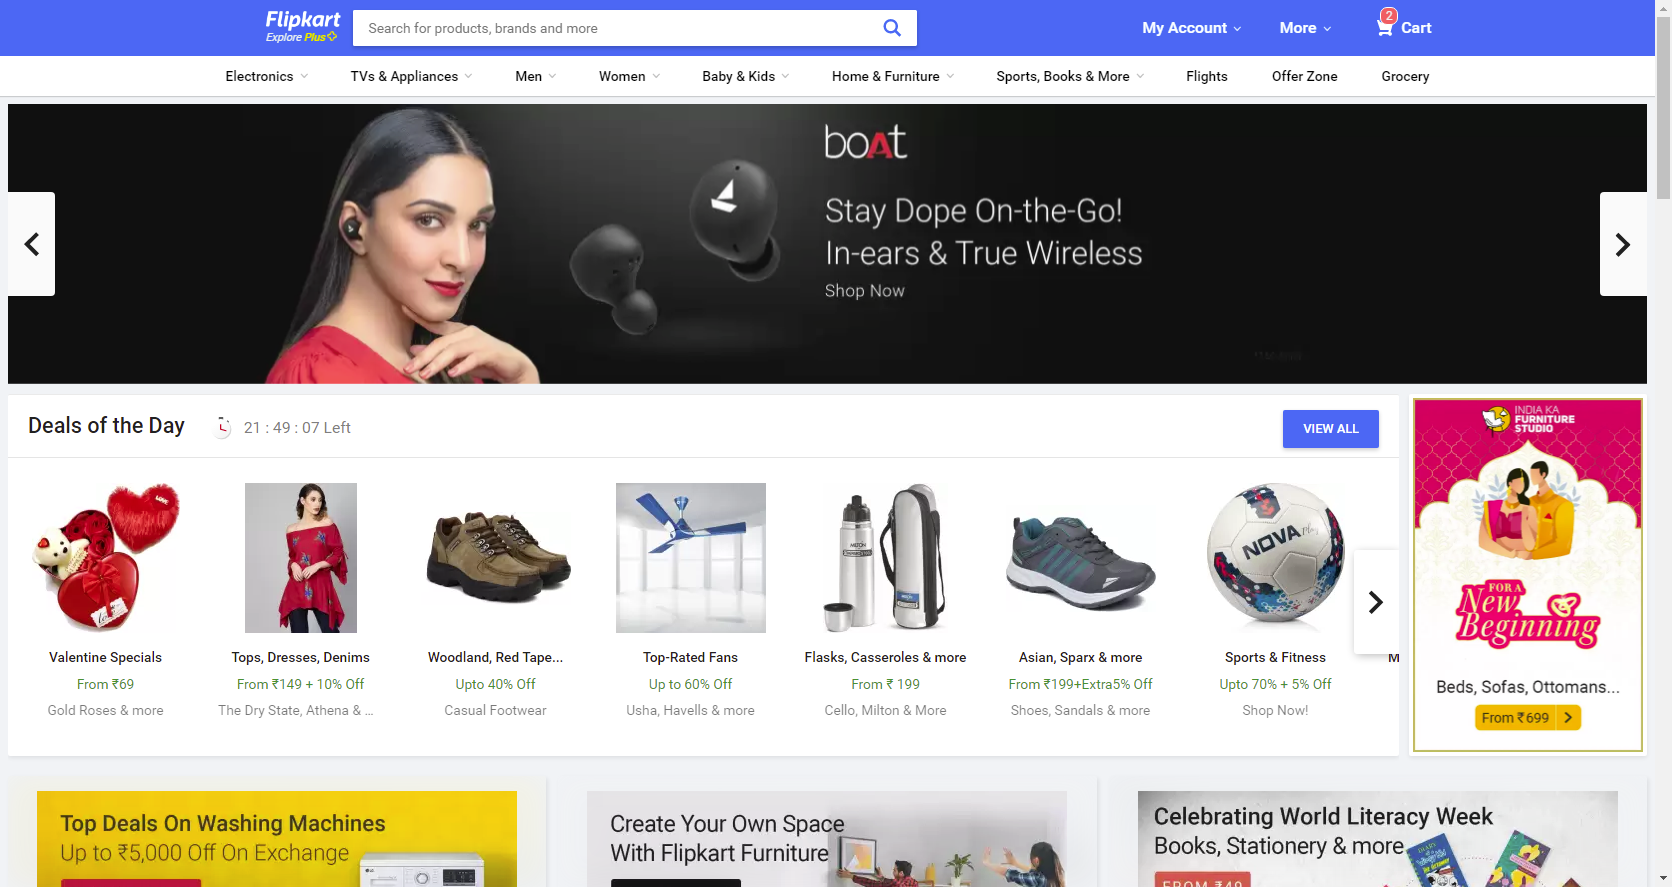 Flipkart
Explore Plus
Search for products, brands and more
My Account
More
2
Cart
Electronics
TVs & Appliances
Men
Women
Baby & Kids
Home & Furniture
Sports, Books & More
Flights
Offer Zone
Grocery
boAt
Stay Dope On-the-Go!
In-ears & True Wireless
Shop Now
Deals of the Day
21 : 49 : 07 Left
VIEW ALL
Valentine Specials
From ₹69
Gold Roses & more
Tops, Dresses, Denims
From ₹149 + 10% Off
The Dry State, Athena & ...
Woodland, Red Tape...
Upto 40% Off
Casual Footwear
Top-Rated Fans
Up to 60% Off
Usha, Havells & more
MILTON
Flasks, Casseroles & more
From ₹ 199
Cello, Milton & More
Asian, Sparx & more
From ₹199+Extra5% Off
Shoes, Sandals & more
NOVA Play
Sports & Fitness
Upto 70% + 5% Off
Shop Now!
M
INDIA KA
FURNITURE
STUDIO
FOR A
New
Beginning
Beds, Sofas, Ottomans...
From ₹699
Top Deals On Washing Machines
Up to ₹5,000 Off On Exchange
Create Your Own Space
With Flipkart Furniture
Celebrating World Literacy Week
Books, Stationery & more
FROM ₹49